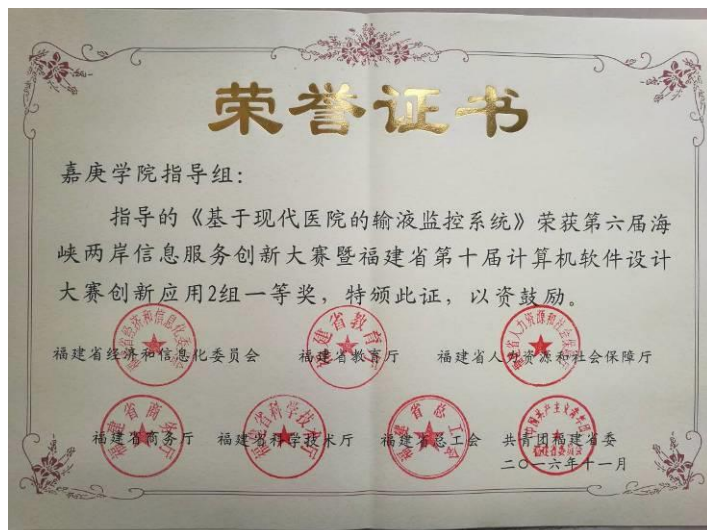 荣誉证书
嘉庚学院指导组：
指导的《基于现代医院的输液监控系统》荣获第六届海
峡两岸信息服务创新大赛暨福建省第十届计算机软件设计
大赛创新应用2组一等奖，特颁此证，以资鼓励。
福建省经济和信息化委员会 福建省教育厅 福建省人力资源和社会保障厅
福建省商务厅 福建省科学技术厅 福建省总工会 共青团福建省委
二〇一六年十一月